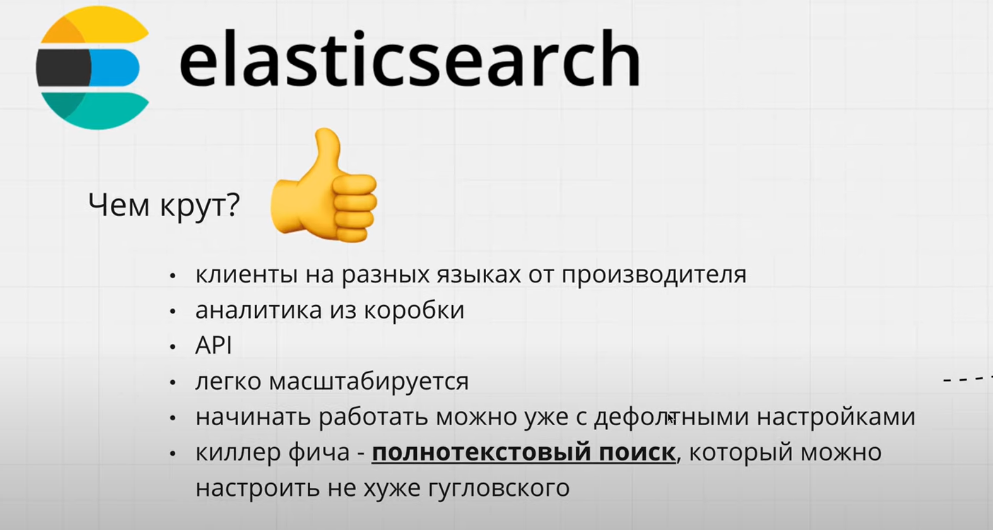 elasticsearch
Чем крут?
• клиенты на разных языках от производителя
• аналитика из коробки
• API
• легко масштабируется
• начинать работать можно уже с дефолтными настройками
• киллер фича - полнотекстовый поиск, который можно
настроить не хуже гугловского